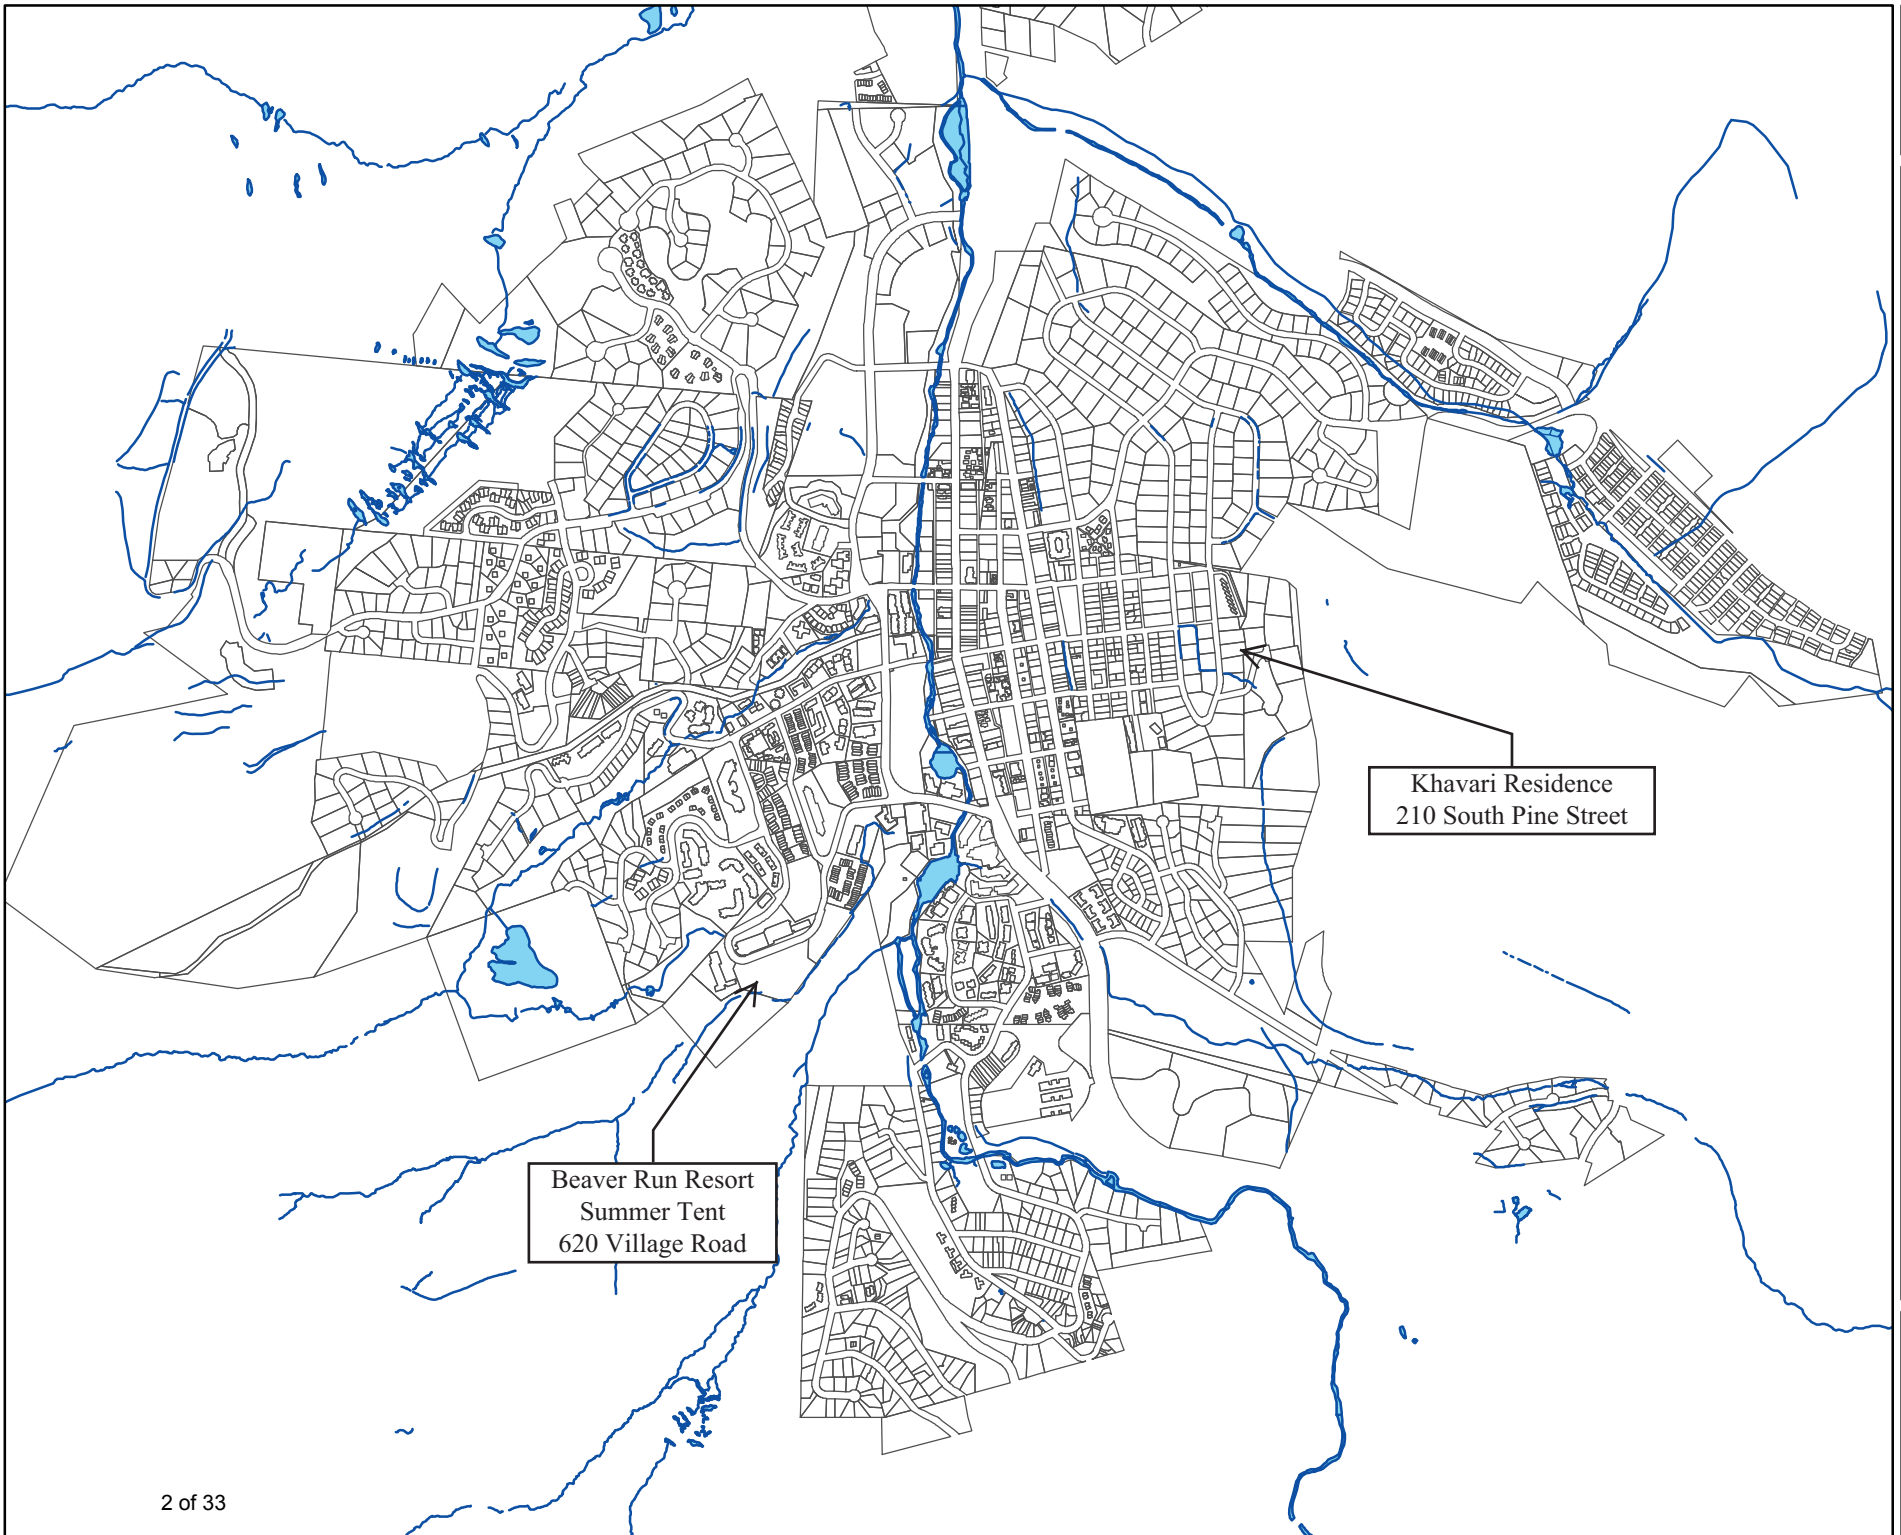 Khavari Residence
210 South Pine Street
Beaver Run Resort
Summer Tent
620 Village Road
2 of 33